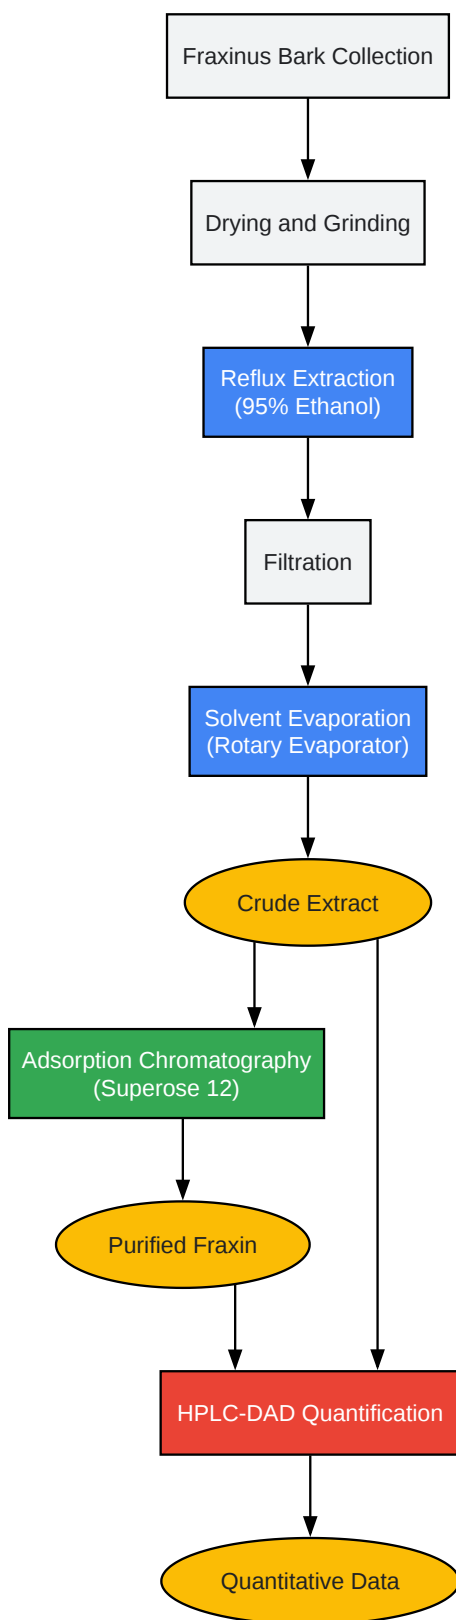 Fraxinus Bark Collection
Drying and Grinding
Reflux Extraction
(95% Ethanol)
Filtration
Solvent Evaporation
(Rotary Evaporator)
Crude Extract
Adsorption Chromatography
(Superose 12)
Purified Fraxin
HPLC-DAD Quantification
Quantitative Data